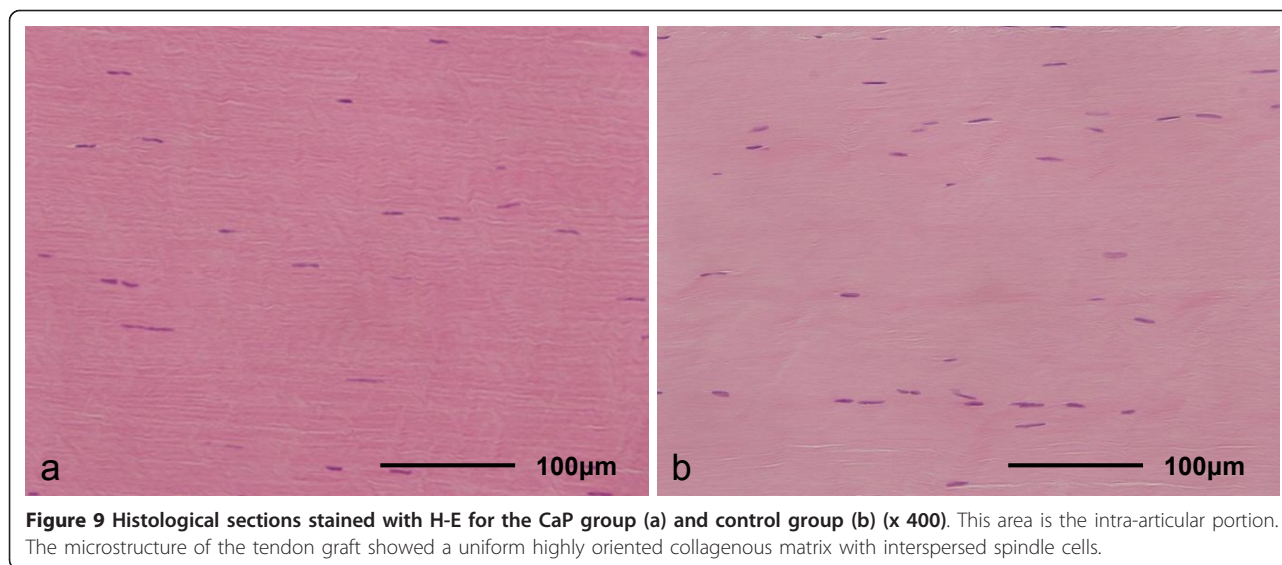 a
100µm
b
100µm
Figure 9 Histological sections stained with H-E for the CaP group (a) and control group (b) (x 400). This area is the intra-articular portion.
The microstructure of the tendon graft showed a uniform highly oriented collagenous matrix with interspersed spindle cells.